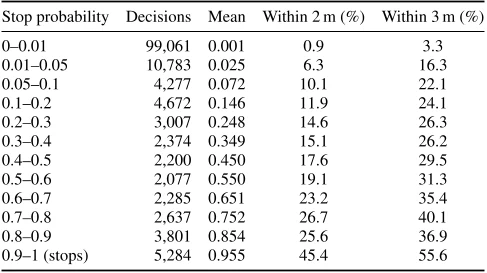 Stop probability Decisions Mean Within 2 m (%) Within 3 m (%)
0–0.01 99,061 0.001 0.9 3.3
0.01–0.05 10,783 0.025 6.3 16.3
0.05–0.1 4,277 0.072 10.1 22.1
0.1–0.2 4,672 0.146 11.9 24.1
0.2–0.3 3,007 0.248 14.6 26.3
0.3–0.4 2,374 0.349 15.1 26.2
0.4–0.5 2,200 0.450 17.6 29.5
0.5–0.6 2,077 0.550 19.1 31.3
0.6–0.7 2,285 0.651 23.2 35.4
0.7–0.8 2,637 0.752 26.7 40.1
0.8–0.9 3,801 0.854 25.6 36.9
0.9–1 (stops) 5,284 0.955 45.4 55.6